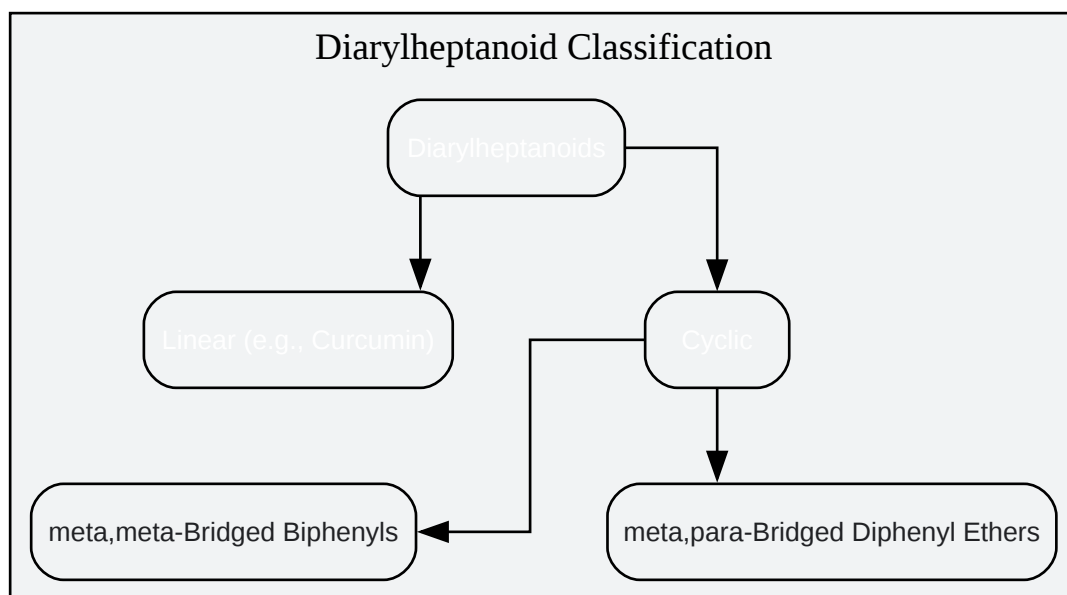 Diarylheptanoid Classification
Diarylheptanoids
Linear (e.g., Curcumin)
Cyclic
meta,meta-Bridged Biphenyls
meta,para-Bridged Diphenyl Ethers